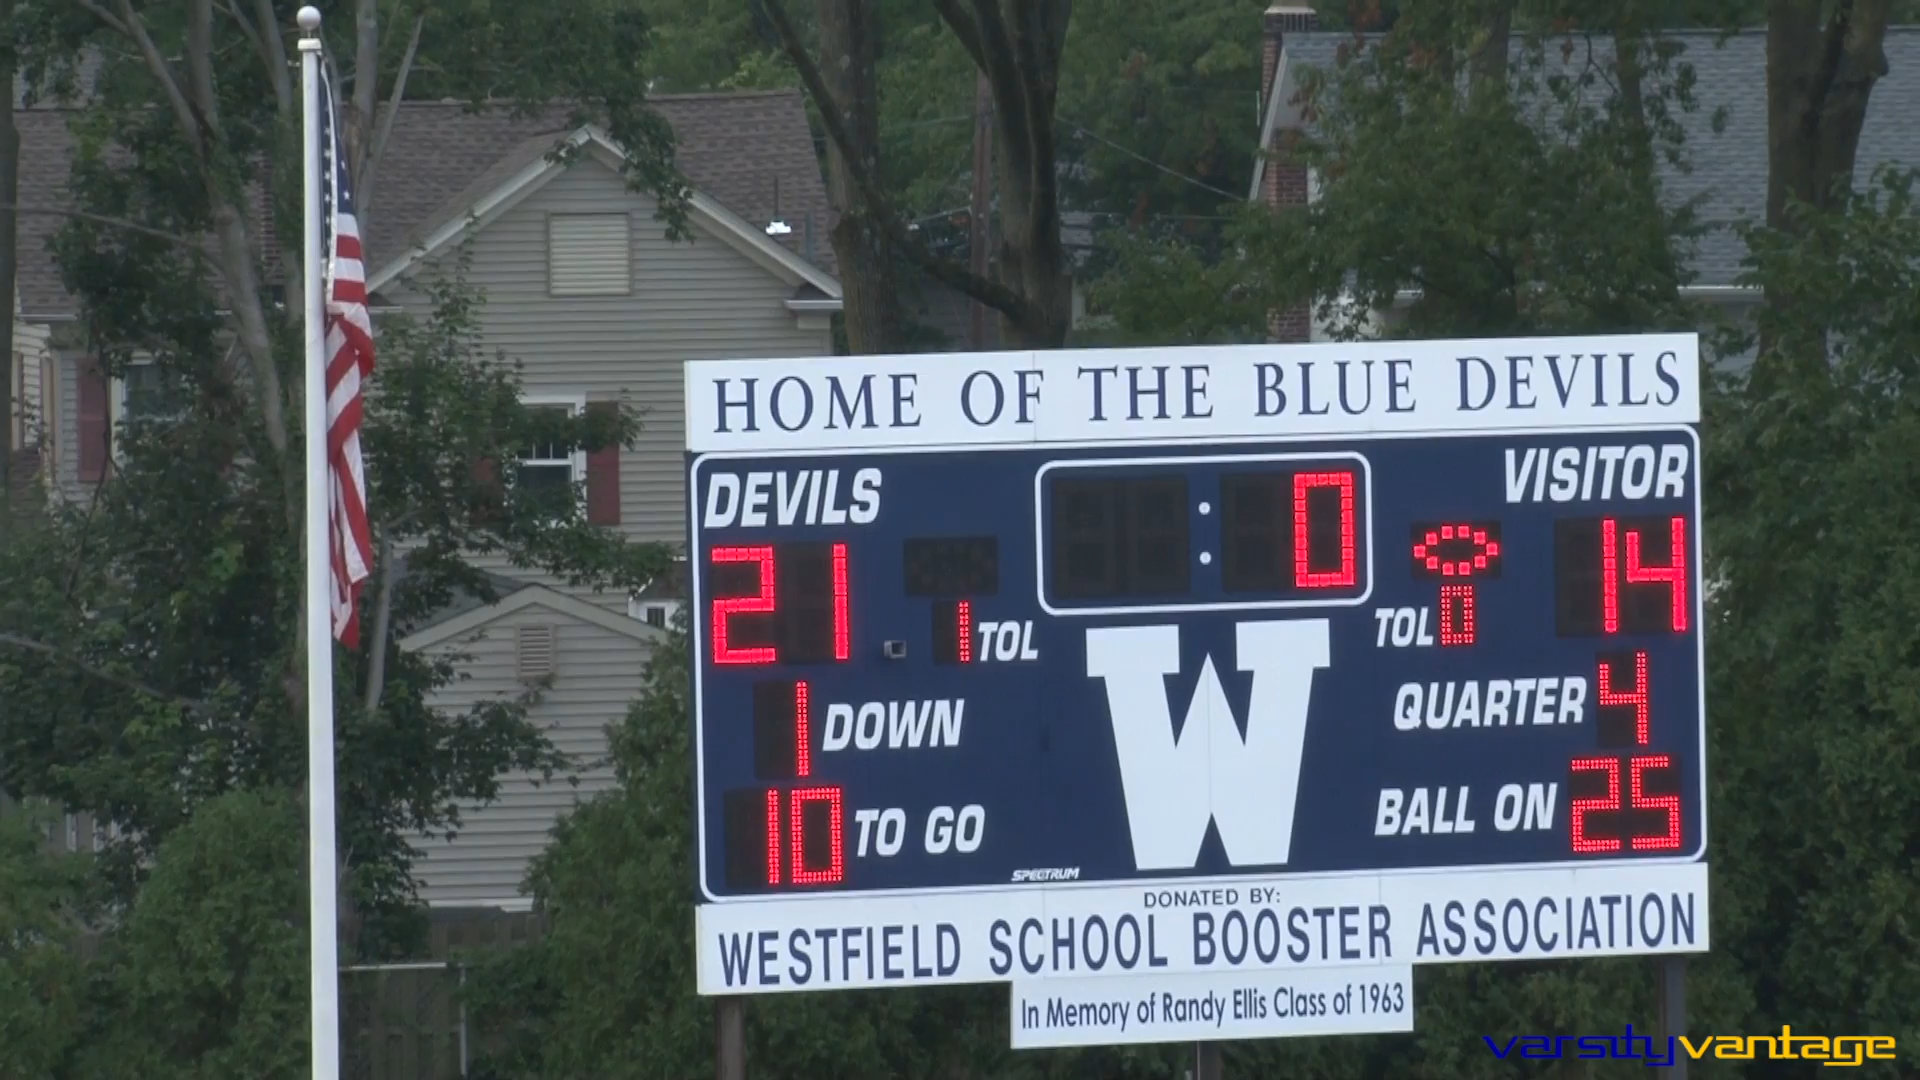 HOME OF THE BLUE DEVILS
DEVILS : 0 VISITOR
21 1 TOL TOL 0 14
1 DOWN W QUARTER 4
10 TO GO BALL ON 25
SPECTRUM
DONATED BY:
WESTFIELD SCHOOL BOOSTER ASSOCIATION
In Memory of Randy Ellis Class of 1963
varsityvantage